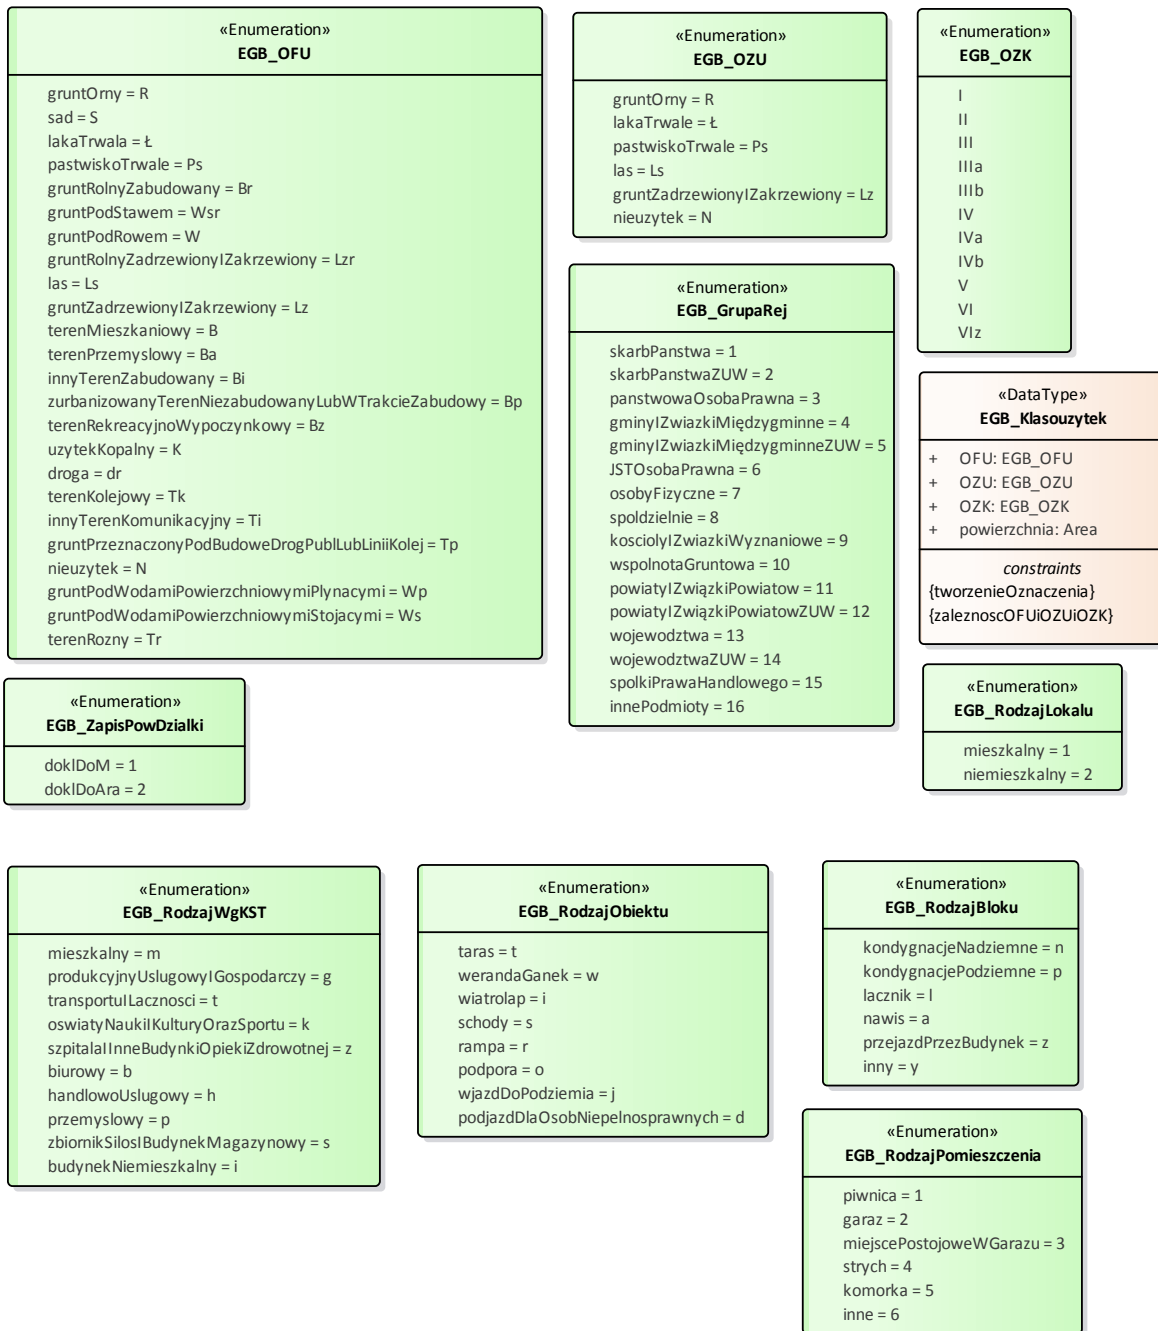 «Enumeration»
EGB_OFU
gruntOrny = R
sad = S
lakaTrwala = Ł
pastwiskoTrwale = Ps
gruntRolnyZabudowany = Br
gruntPodStawem = Wsr
gruntPodRowem = W
gruntRolnyZadrzewionyIZakrzewiony = Lzr
las = Ls
gruntZadrzewionyIZakrzewiony = Lz
terenMieszkaniowy = B
terenPrzemyslowy = Ba
innyTerenZabudowany = Bi
zurbanizowanyTerenNiezabudowanyLubWTrakcieZabudowy = Bp
terenRekreacyjnoWypoczynkowy = Bz
uzytekKopalny = K
droga = dr
terenKolejowy = Tk
innyTerenKomunikacyjny = Ti
gruntPrzeznaczonyPodBudoweDrogPublLubLiniiKolej = Tp
nieuzytek = N
gruntPodWodamiPowierzchniowymiPlynacymi = Wp
gruntPodWodamiPowierzchniowymiStojacymi = Ws
terenRozny = Tr
«Enumeration»
EGB_OZU
gruntOrny = R
lakaTrwale = Ł
pastwiskoTrwale = Ps
las = Ls
gruntZadrzewionyIZakrzewiony = Lz
nieuzytek = N
«Enumeration»
EGB_OZK
I
II
III
IIIa
IIIb
IV
IVa
IVb
V
VI
VIz
«Enumeration»
EGB_GrupaRej
skarbPanstwa = 1
skarbPanstwaZUW = 2
panstwowaOsobaPrawna = 3
gminyIZwiazkiMiędzygminne = 4
gminyIZwiazkiMiędzygminneZUW = 5
JSTOsobaPrawna = 6
osobyFizyczne = 7
spoldzielnie = 8
kosciolyIZwiazkiWyznaniowe = 9
wspolnotaGruntowa = 10
powiatyIZwiązkiPowiatow = 11
powiatyIZwiązkiPowiatowZUW = 12
wojewodztwa = 13
wojewodztwaZUW = 14
spolkiPrawaHandlowego = 15
innePodmioty = 16
«DataType»
EGB_Klasouzytek
+ OFU: EGB_OFU
+ OZU: EGB_OZU
+ OZK: EGB_OZK
+ powierzchnia: Area
constraints
{tworzenieOznaczenia}
{zaleznoscOFUiOZUiOZK}
«Enumeration»
EGB_ZapisPowDzialki
doklDoM = 1
doklDoAra = 2
«Enumeration»
EGB_RodzajLokalu
mieszkalny = 1
niemieszkalny = 2
«Enumeration»
EGB_RodzajWgKST
mieszkalny = m
produkcyjnyUslugowyIGospodarczy = g
transportuILacznosci = t
oswiatyNaukiIKulturyOrazSportu = k
szpitalaIInneBudynkiOpiekiZdrowotnej = z
biurowy = b
handlowoUslugowy = h
przemyslowy = p
zbiornikSilosIBudynekMagazynowy = s
budynekNiemieszkalny = i
«Enumeration»
EGB_RodzajObiektu
taras = t
werandaGanek = w
wiatrolap = i
schody = s
rampa = r
podpora = o
wjazdDoPodziemia = j
podjazdDlaOsobNiepelnosprawnych = d
«Enumeration»
EGB_RodzajBloku
kondygnacjeNadziemne = n
kondygnacjePodziemne = p
lacznik = l
nawis = a
przejazdPrzezBudynek = z
inny = y
«Enumeration»
EGB_RodzajPomieszczenia
piwnica = 1
garaz = 2
miejscePostojoweWGarazu = 3
strych = 4
komorka = 5
inne = 6